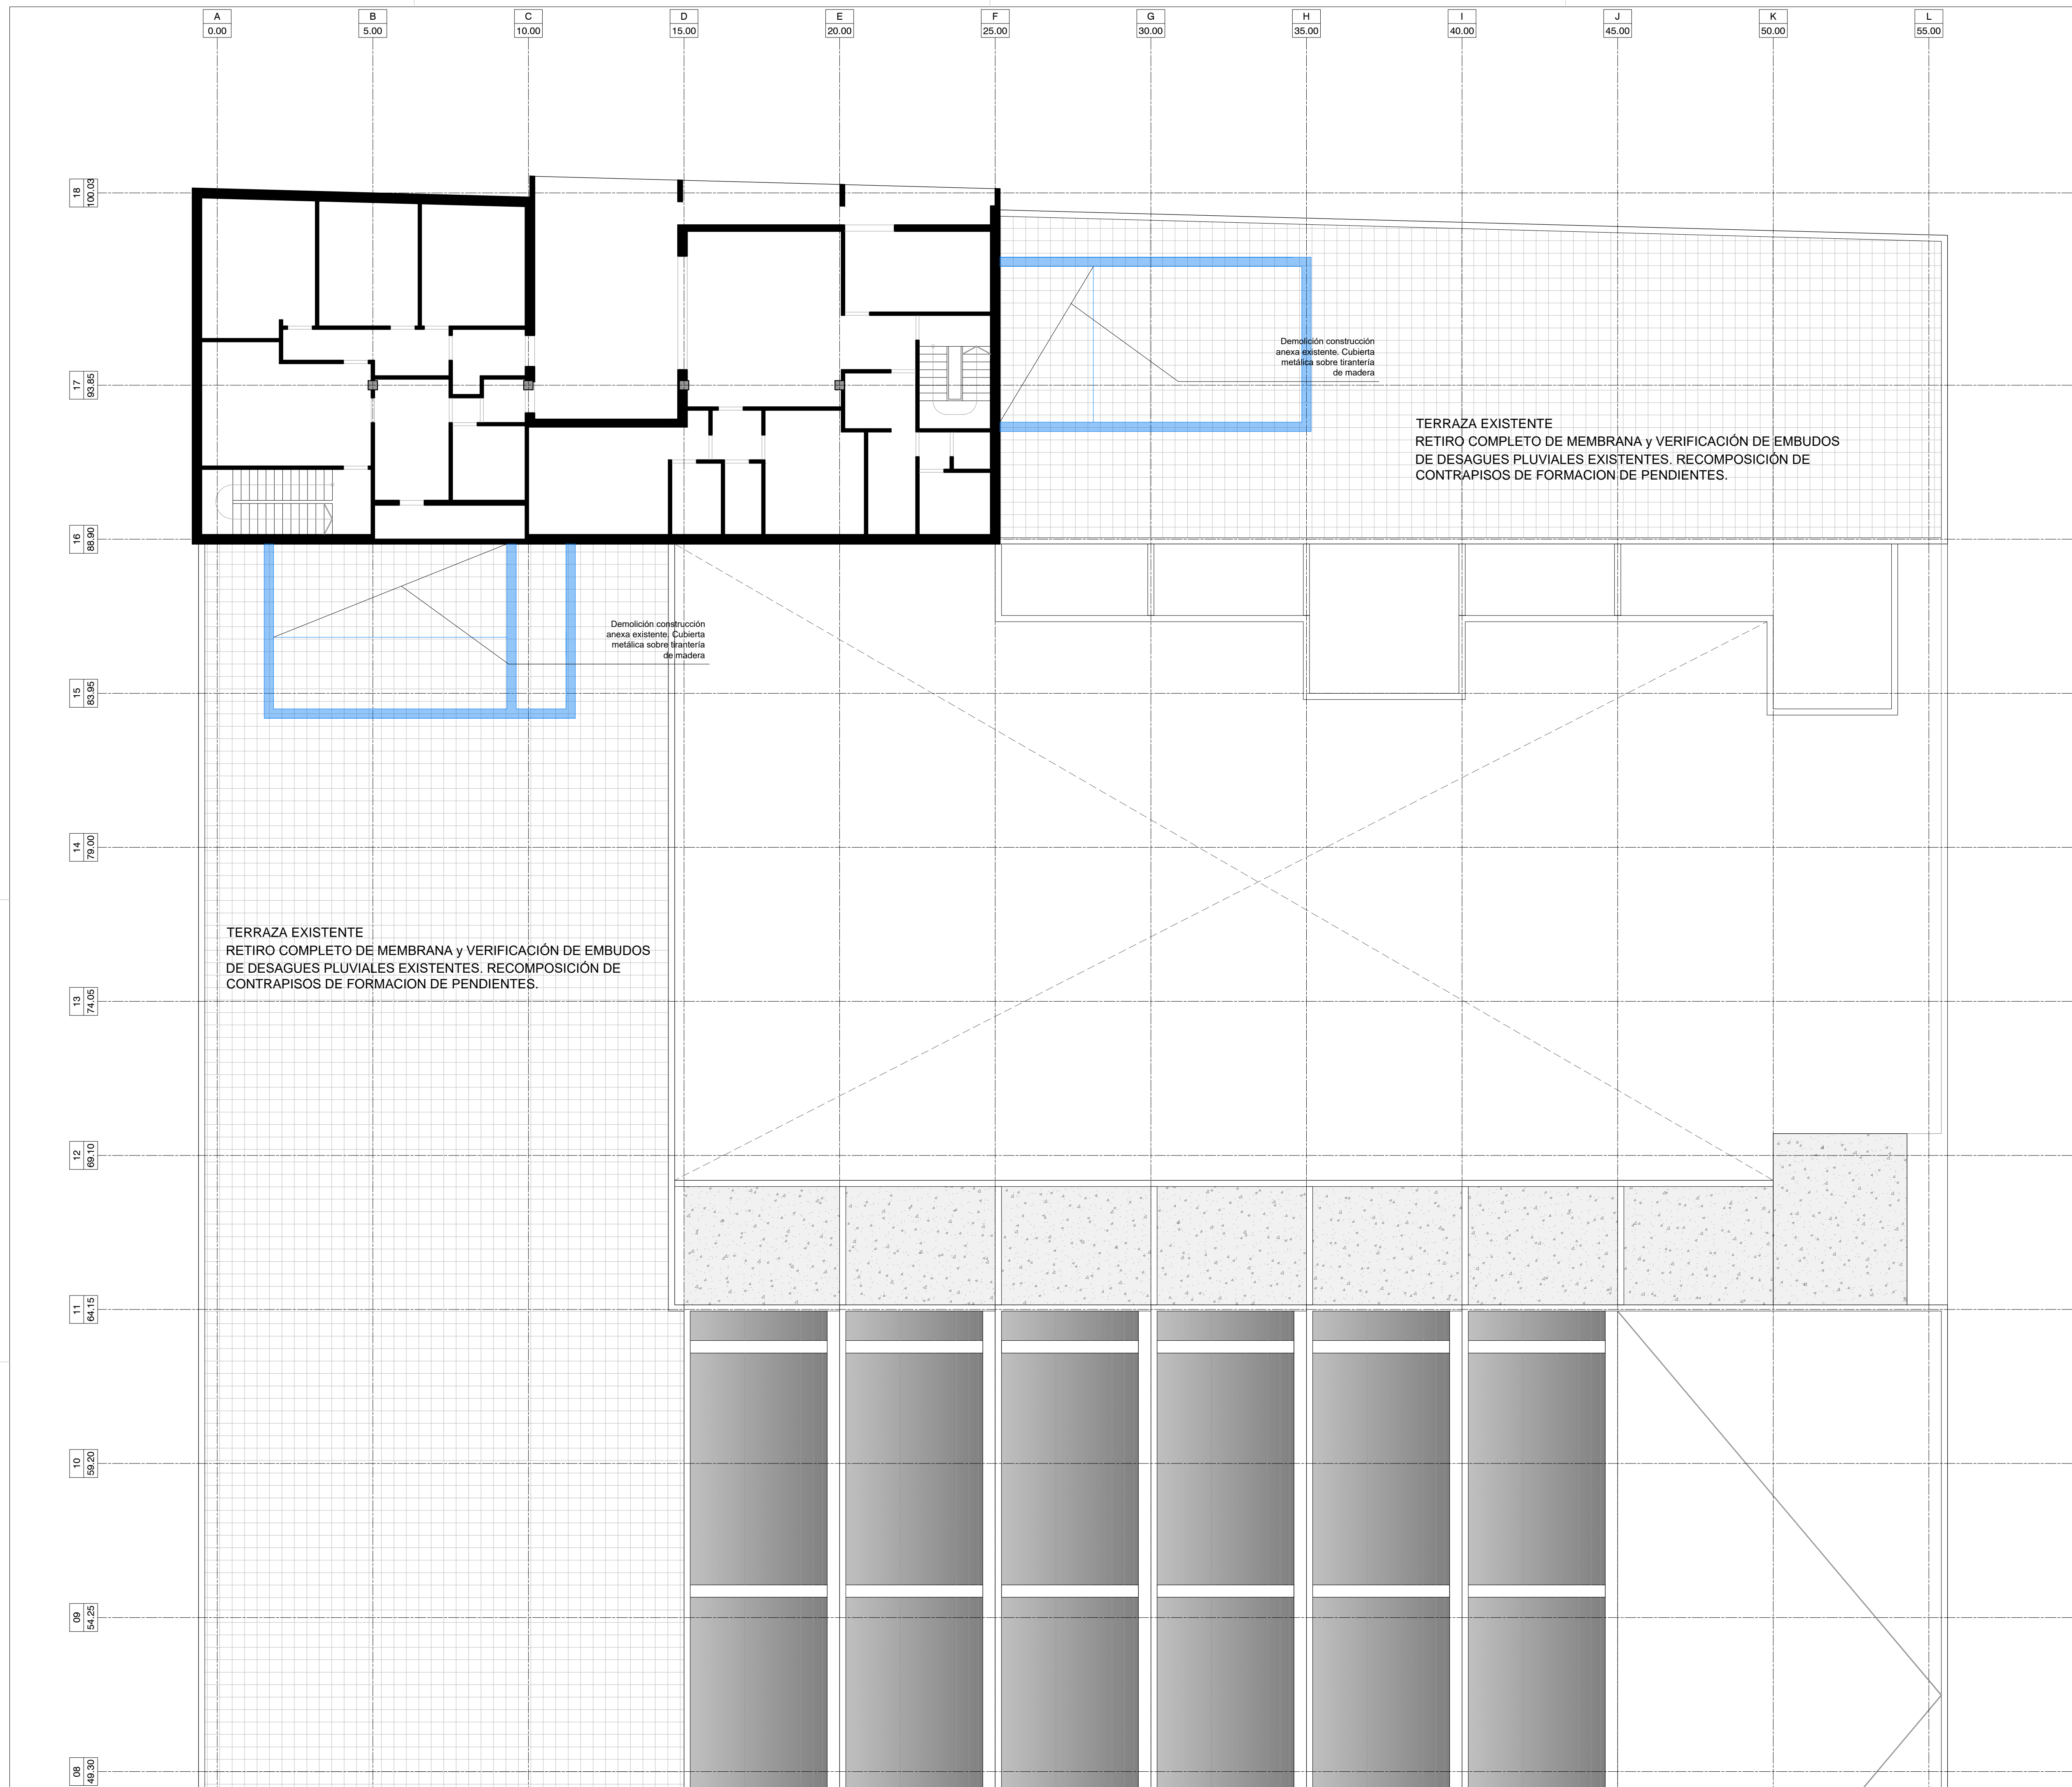 A B C D E F G H I J K L
0.00 5.00 10.00 15.00 20.00 25.00 30.00 35.00 40.00 45.00 50.00 55.00
18
100.03
Demolición construcción
anexa existente. Cubierta
metálica sobre tirantería
de madera
17
93.85
TERRAZA EXISTENTE
RETIRO COMPLETO DE MEMBRANA y VERIFICACIÓN DE EMBUDOS
DE DESAGUES PLUVIALES EXISTENTES. RECOMPOSICIÓN DE
CONTRAPISOS DE FORMACION DE PENDIENTES.
16
88.90
Demolición construcción
anexa existente. Cubierta
metálica sobre tirantería
de madera
15
83.95
14
79.00
TERRAZA EXISTENTE
RETIRO COMPLETO DE MEMBRANA y VERIFICACIÓN DE EMBUDOS
DE DESAGUES PLUVIALES EXISTENTES. RECOMPOSICIÓN DE
CONTRAPISOS DE FORMACION DE PENDIENTES.
13
74.05
12
69.10
11
64.15
10
59.20
09
54.25
08
49.30